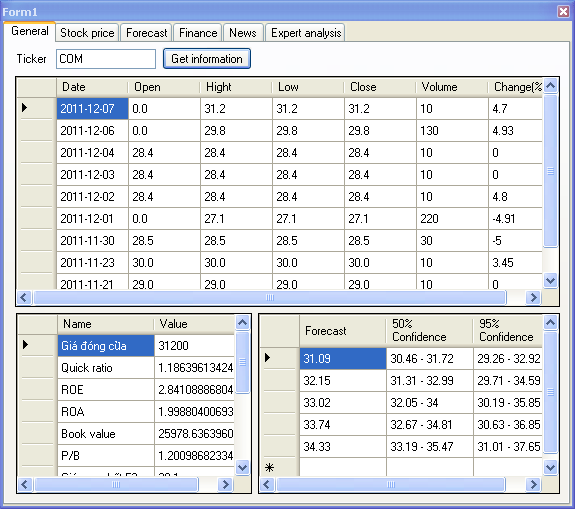 Form1
General Stock price Forecast Finance News Expert analysis
Ticker COM Get information
Date Open Hight Low Close Volume Change(%
2011-12-07 0.0 31.2 31.2 31.2 10 4.7
2011-12-06 0.0 29.8 29.8 29.8 130 4.93
2011-12-04 28.4 28.4 28.4 28.4 10 0
2011-12-03 28.4 28.4 28.4 28.4 10 0
2011-12-02 28.4 28.4 28.4 28.4 10 4.8
2011-12-01 0.0 27.1 27.1 27.1 220 -4.91
2011-11-30 28.5 28.5 28.5 28.5 30 -5
2011-11-23 30.0 30.0 30.0 30.0 10 3.45
2011-11-21 29.0 29.0 29.0 29.0 10 0
Name Value
Giá đóng cửa 31200
Quick ratio 1.18639613424
ROE 2.84108886804
ROA 1.99880400693
Book value 25978.6363960
P/B 1.20098682334
Forecast 50% Confidence 95% Confidence
31.09 30.46 - 31.72 29.26 - 32.92
32.15 31.31 - 32.99 29.71 - 34.59
33.02 32.05 - 34 30.19 - 35.85
33.74 32.67 - 34.81 30.63 - 36.85
34.33 33.19 - 35.47 31.01 - 37.65